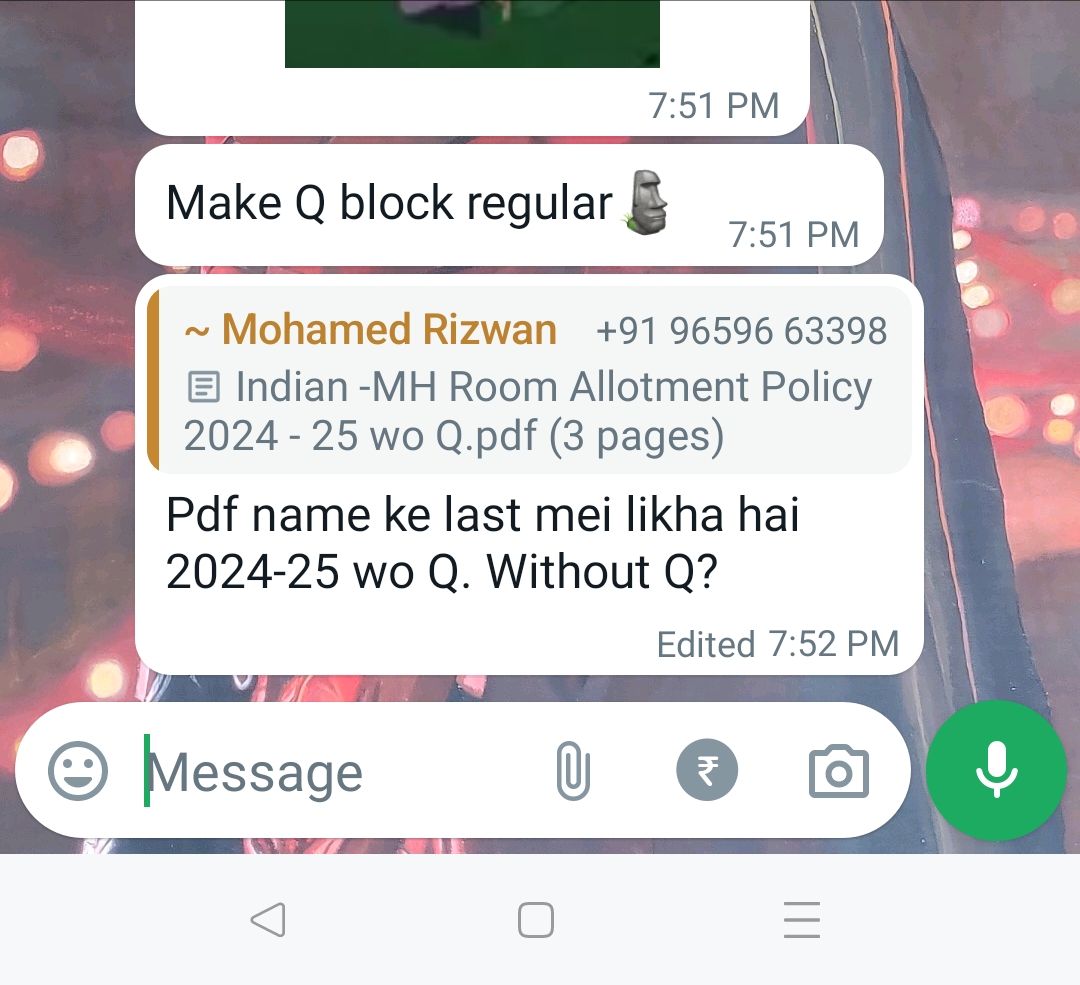 7:51 PM
Make Q block regular🗿
7:51 PM
~ Mohamed Rizwan +91 96596 63398
Indian -MH Room Allotment Policy
2024 - 25 wo Q.pdf (3 pages)
Pdf name ke last mei likha hai
2024-25 wo Q. Without Q?
Edited 7:52 PM
Message
₹